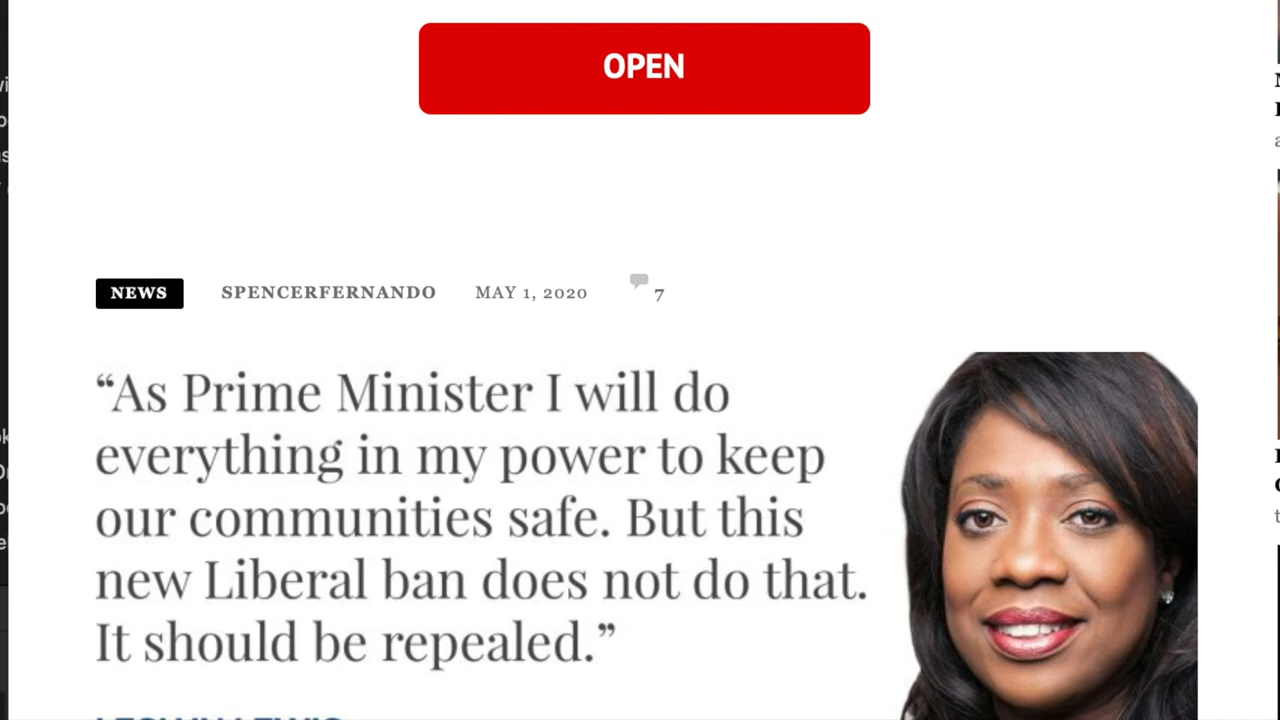 OPEN
NEWS SPENCERFERNANDO MAY 1, 2020 7
“As Prime Minister I will do
everything in my power to keep
our communities safe. But this
new Liberal ban does not do that.
It should be repealed.”